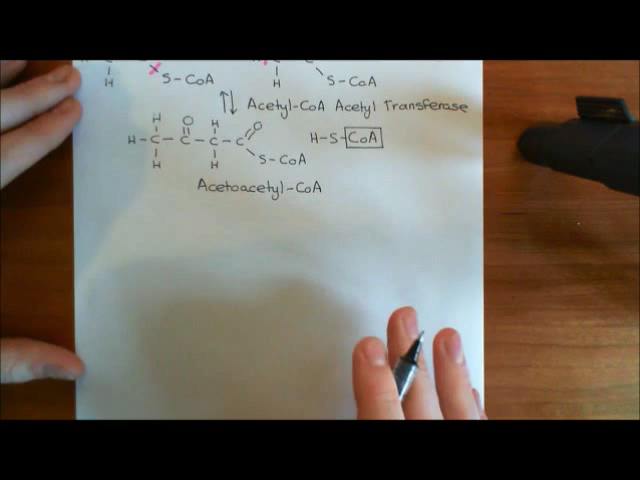 S-CoA S-CoA
H H
Acetyl-CoA Acetyl Transferase
H O H O
H-C-C-C-C H-S-CoA
H H S-CoA
Acetoacetyl-CoA